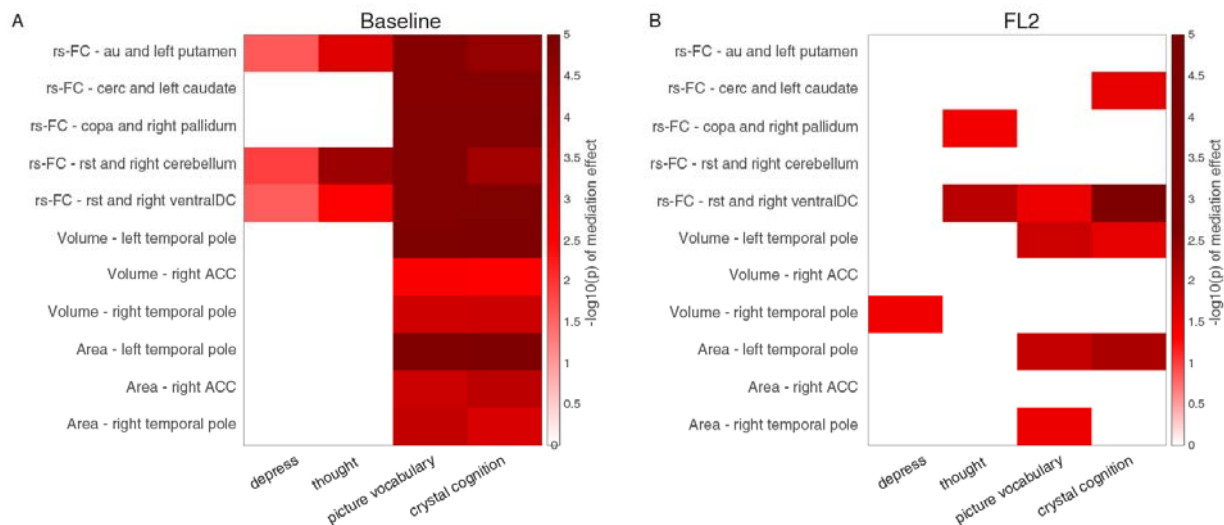 A
Baseline
rs-FC - au and left putamen
rs-FC - cerc and left caudate
rs-FC - copa and right pallidum
rs-FC - rst and right cerebellum
rs-FC - rst and right ventralDC
Volume - left temporal pole
Volume - right ACC
Volume - right temporal pole
Area - left temporal pole
Area - right ACC
Area - right temporal pole
depress
thought
picture vocabulary
crystal cognition
5
4.5
4
3.5
3
2.5
2
1.5
1
0.5
0
-log10(p) of mediation effect
B
FL2
rs-FC - au and left putamen
rs-FC - cerc and left caudate
rs-FC - copa and right pallidum
rs-FC - rst and right cerebellum
rs-FC - rst and right ventralDC
Volume - left temporal pole
Volume - right ACC
Volume - right temporal pole
Area - left temporal pole
Area - right ACC
Area - right temporal pole
depress
thought
picture vocabulary
crystal cognition
5
4.5
4
3.5
3
2.5
2
1.5
1
0.5
0
-log10(p) of mediation effect